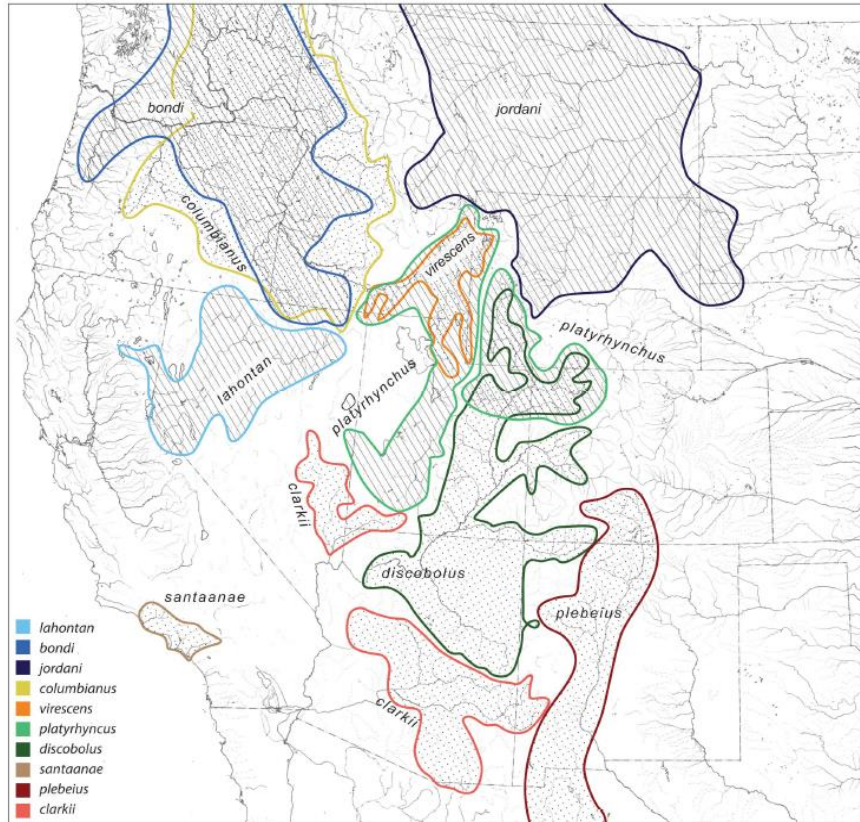 bondi
jordani
columbianus
virescens
platyrhynchus
lahontan
platyrhynchus
clarkii
discobolus
santaanae
plebeius
clarkii
lahontan
bondi
jordani
columbianus
virescens
platyrhyncus
discobolus
santaanae
plebeius
clarkii